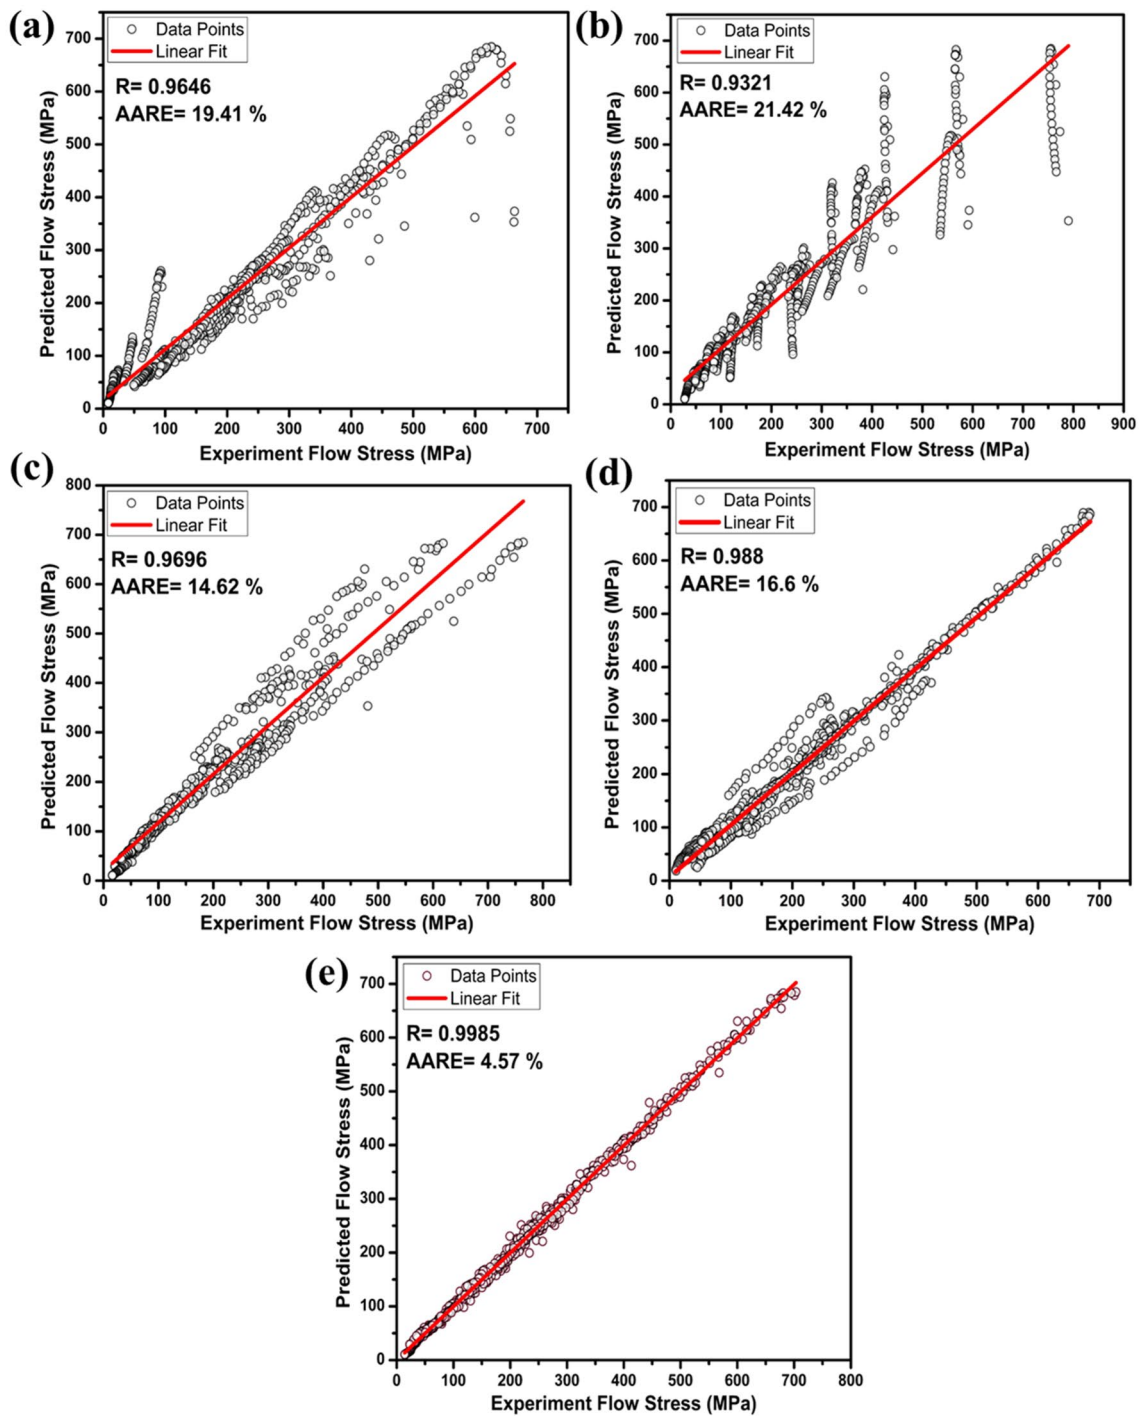 (a)
Data Points
Linear Fit
R= 0.9646
AARE= 19.41 %
700
600
500
400
300
200
100
0
Predicted Flow Stress (MPa)
0 100 200 300 400 500 600 700
Experiment Flow Stress (MPa)
(b)
Data Points
Linear Fit
R= 0.9321
AARE= 21.42 %
700
600
500
400
300
200
100
0
Predicted Flow Stress (MPa)
0 100 200 300 400 500 600 700 800 900
Experiment Flow Stress (MPa)
(c)
Data Points
Linear Fit
R= 0.9696
AARE= 14.62 %
800
700
600
500
400
300
200
100
0
Predicted Flow Stress (MPa)
0 100 200 300 400 500 600 700 800
Experiment Flow Stress (MPa)
(d)
Data Points
Linear Fit
R= 0.988
AARE= 16.6 %
700
600
500
400
300
200
100
0
Predicted Flow Stress (MPa)
0 100 200 300 400 500 600 700
Experiment Flow Stress (MPa)
(e)
Data Points
Linear Fit
R= 0.9985
AARE= 4.57 %
700
600
500
400
300
200
100
0
Predicted Flow Stress (MPa)
0 100 200 300 400 500 600 700 800
Experiment Flow Stress (MPa)